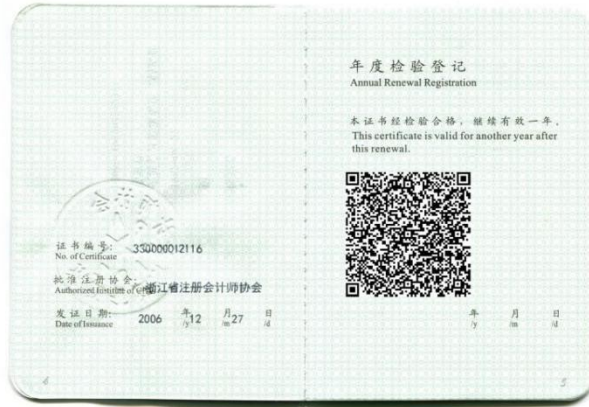 证书编号:
No. of Certificate
330000012116
批准注册协会:
Authorized Institute of CPAs
浙江省注册会计师协会
发证日期:
Date of Issuance
2006 年 12 月 27 日
/y /m /d
年度检验登记
Annual Renewal Registration
本证书经检验合格，继续有效一年。
This certificate is valid for another year after
this renewal.
年 月 日
/y /m /d
5